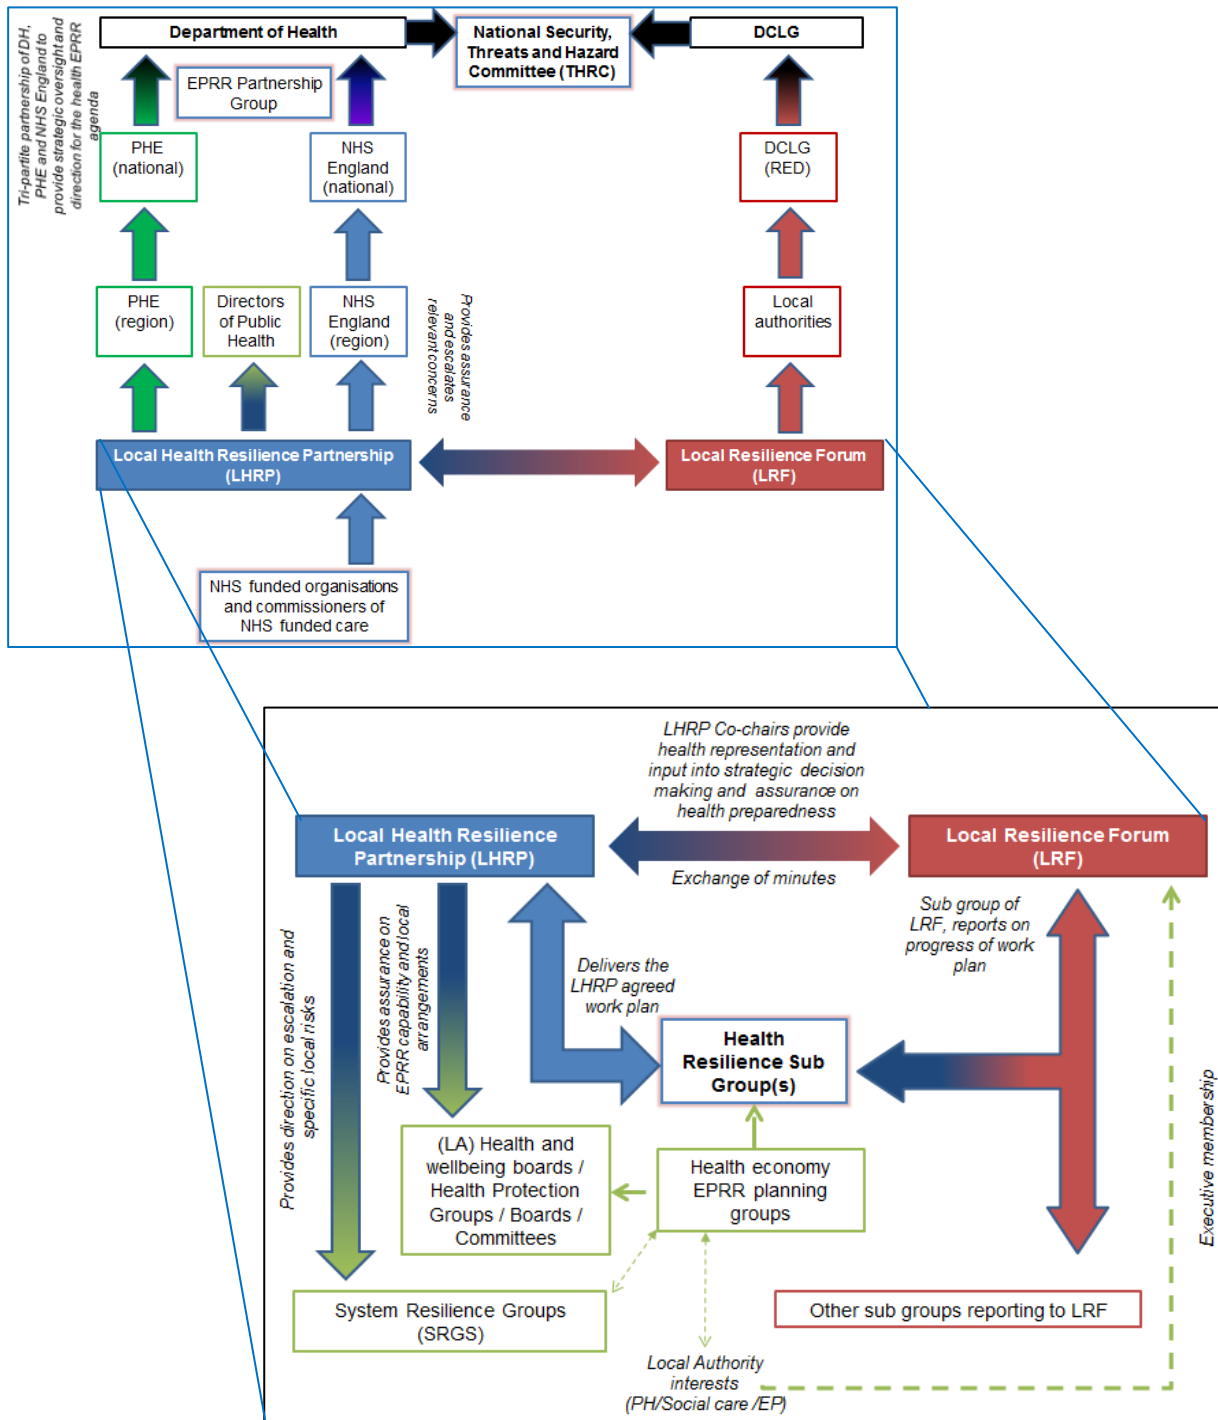 Tri-partite partnership of DH,
PHE and NHS England to
provide strategic oversight and
direction for the health EPRR
agenda
Department of Health
National Security,
Threats and Hazard
Committee (THRC)
DCLG
EPRR Partnership
Group
PHE
(national)
NHS
England
(national)
DCLG
(RED)
PHE
(region)
Directors
of Public
Health
NHS
England
(region)
Provides assurance
and escalates
relevant concerns
Local
authorities
Local Health Resilience Partnership
(LHRP)
Local Resilience Forum
(LRF)
NHS funded organisations
and commissioners of
NHS funded care
LHRP Co-chairs provide
health representation and
input into strategic decision
making and assurance on
health preparedness
Local Health Resilience
Partnership (LHRP)
Local Resilience Forum
(LRF)
Exchange of minutes
Provides direction on escalation and
specific local risks
Provides assurance on
EPRR capability and local
arrangements
Sub group of
LRF, reports on
progress of work
plan
Delivers the
LHRP agreed
work plan
Health
Resilience Sub
Group(s)
Executive membership
(LA) Health and
wellbeing boards /
Health Protection
Groups / Boards /
Committees
Health economy
EPRR planning
groups
System Resilience Groups
(SRGS)
Other sub groups reporting to LRF
Local Authority
interests
(PH/Social care /EP)